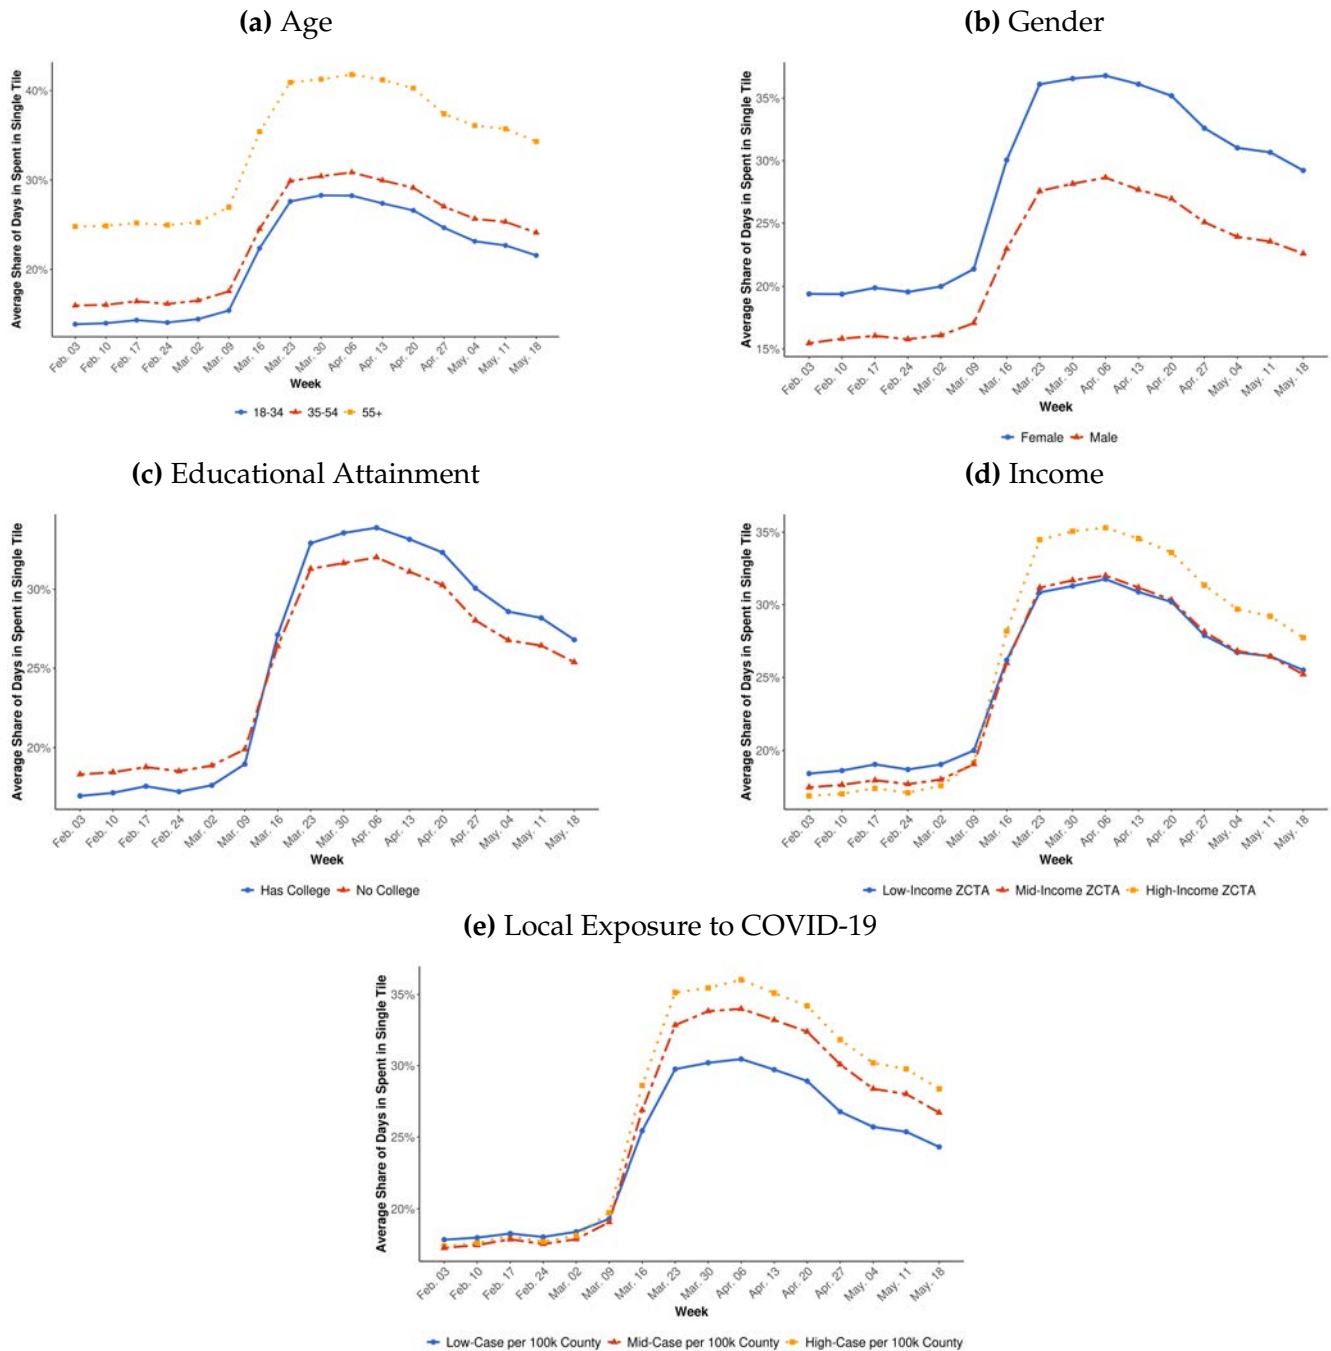 (a) Age
Average Share of Days in Spent in Single Tile
40%
30%
20%
Feb. 03
Feb. 10
Feb. 17
Feb. 24
Mar. 02
Mar. 09
Mar. 16
Mar. 23
Mar. 30
Apr. 06
Apr. 13
Apr. 20
Apr. 27
May. 04
May. 11
May. 18
Week
18-34 35-54 55+
(b) Gender
Average Share of Days in Spent in Single Tile
35%
30%
25%
20%
15%
Feb. 03
Feb. 10
Feb. 17
Feb. 24
Mar. 02
Mar. 09
Mar. 16
Mar. 23
Mar. 30
Apr. 06
Apr. 13
Apr. 20
Apr. 27
May. 04
May. 11
May. 18
Week
Female Male
(c) Educational Attainment
Average Share of Days in Spent in Single Tile
30%
25%
20%
Feb. 03
Feb. 10
Feb. 17
Feb. 24
Mar. 02
Mar. 09
Mar. 16
Mar. 23
Mar. 30
Apr. 06
Apr. 13
Apr. 20
Apr. 27
May. 04
May. 11
May. 18
Week
Has College No College
(d) Income
Average Share of Days in Spent in Single Tile
35%
30%
25%
20%
Feb. 03
Feb. 10
Feb. 17
Feb. 24
Mar. 02
Mar. 09
Mar. 16
Mar. 23
Mar. 30
Apr. 06
Apr. 13
Apr. 20
Apr. 27
May. 04
May. 11
May. 18
Week
Low-Income ZCTA Mid-Income ZCTA High-Income ZCTA
(e) Local Exposure to COVID-19
Average Share of Days in Spent in Single Tile
35%
30%
25%
20%
Feb. 03
Feb. 10
Feb. 17
Feb. 24
Mar. 02
Mar. 09
Mar. 16
Mar. 23
Mar. 30
Apr. 06
Apr. 13
Apr. 20
Apr. 27
May. 04
May. 11
May. 18
Week
Low-Case per 100k County Mid-Case per 100k County High-Case per 100k County